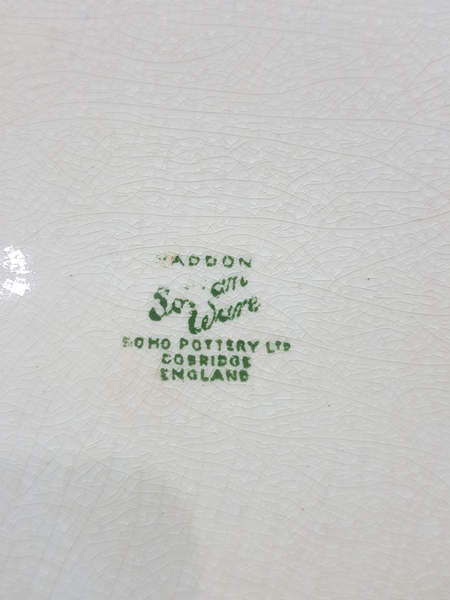 ADDON
Ware
SOHO POTTERY LTD
COBRIDGE
ENGLAND